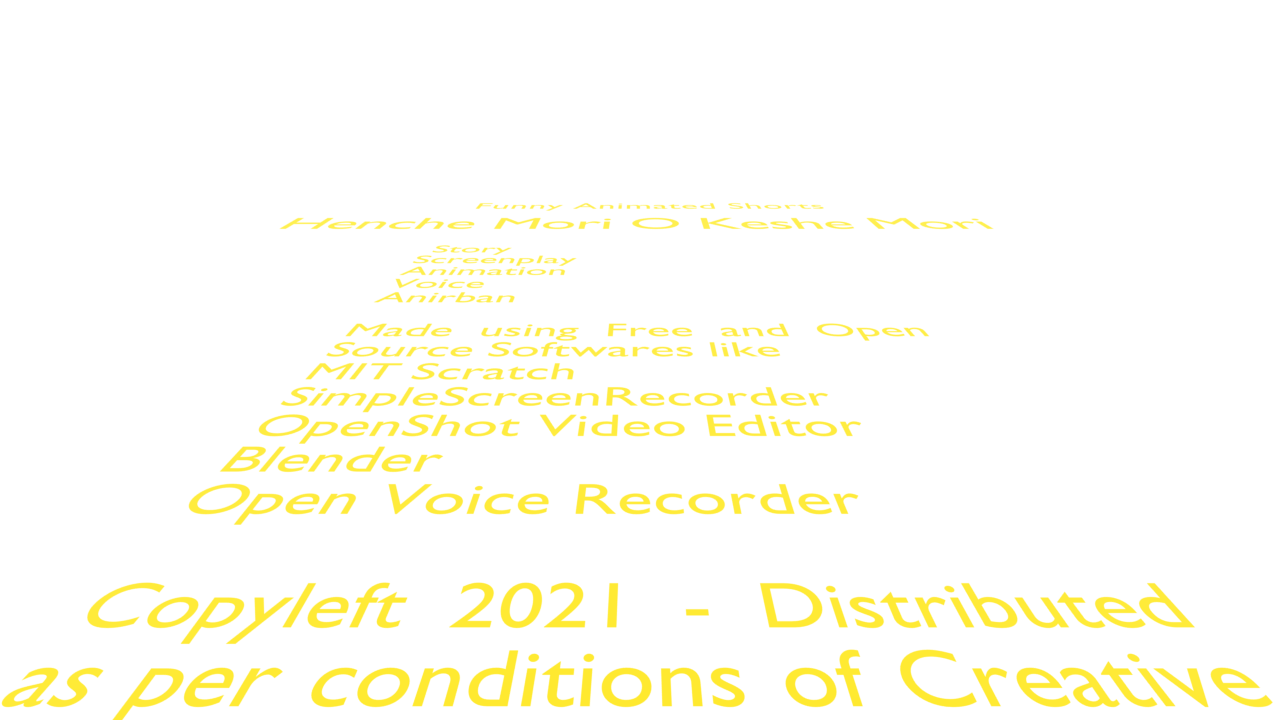 Funny Animated Shorts
Henche Mori O Keshe Mori
Story
Screenplay
Animation
Voice
Anirban
Made using Free and Open
Source Softwares like
MIT Scratch
SimpleScreenRecorder
OpenShot Video Editor
Blender
Open Voice Recorder
Copyleft 2021 - Distributed
as per conditions of Creative